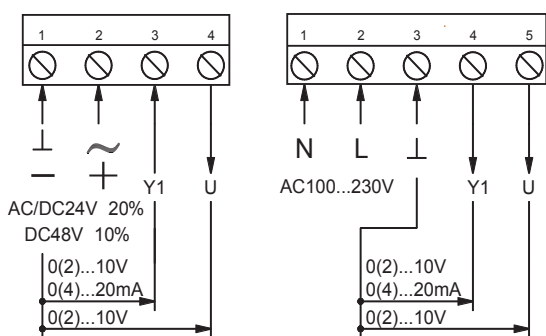 1 2 3 4
⊥ ~
− +
Y1 U
AC/DC24V 20%
DC48V 10%
0(2)...10V
0(4)...20mA
0(2)...10V
1 2 3 4 5
N L ⊥
AC100...230V Y1 U
0(2)...10V
0(4)...20mA
0(2)...10V